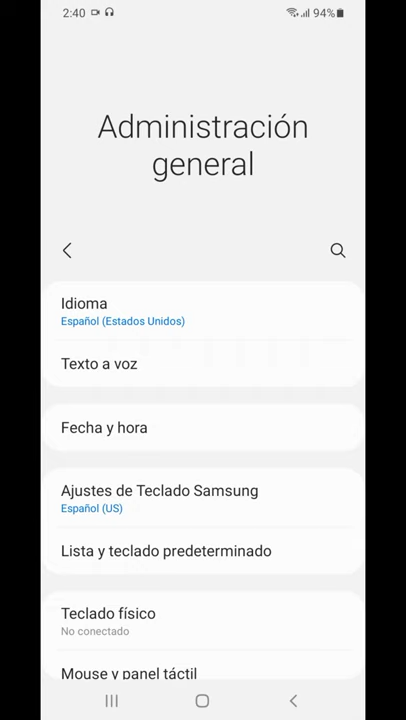 2:40
94%
Administración
general
Idioma
Español (Estados Unidos)
Texto a voz
Fecha y hora
Ajustes de Teclado Samsung
Español (US)
Lista y teclado predeterminado
Teclado físico
No conectado
Mouse y panel táctil